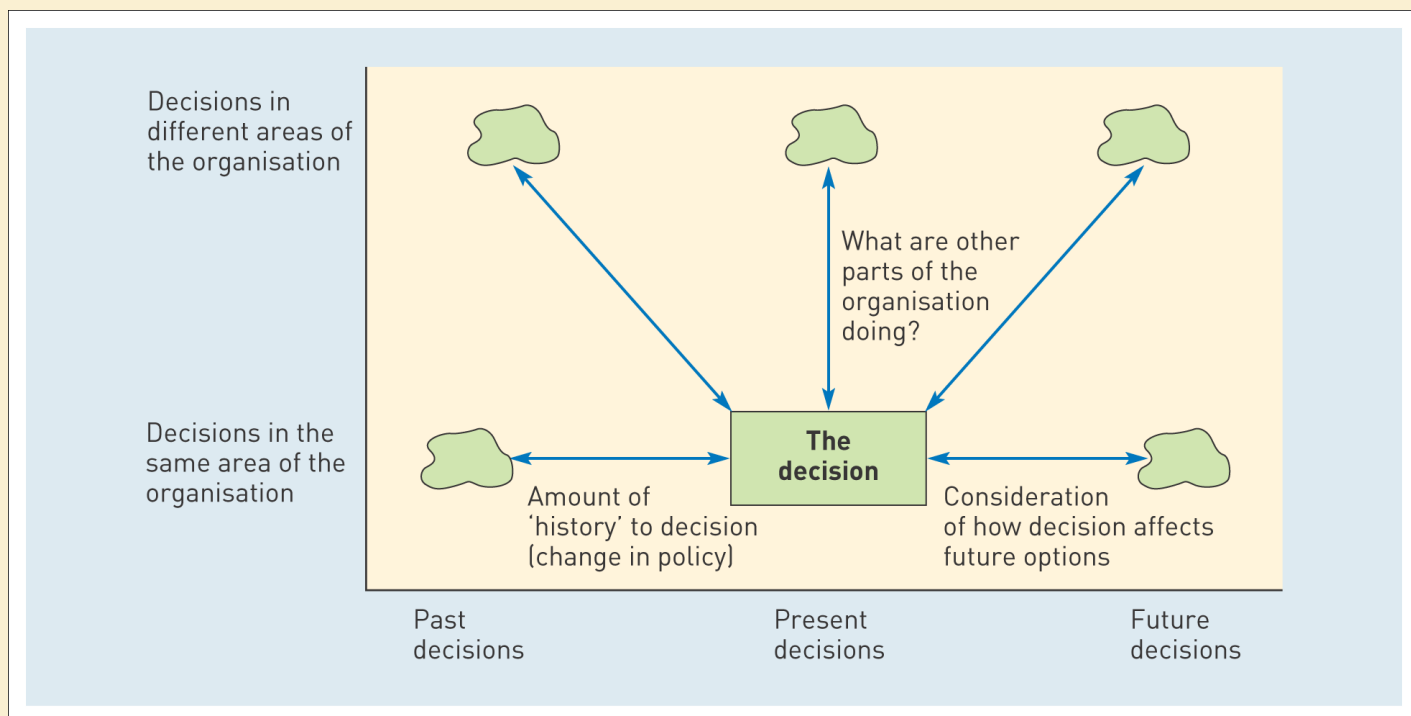 Decisions in
different areas of
the organisation
What are other
parts of the
organisation
doing?
Decisions in the
same area of the
organisation
The
decision
Amount of
‘history’ to decision
(change in policy)
Consideration
of how decision affects
future options
Past
decisions
Present
decisions
Future
decisions